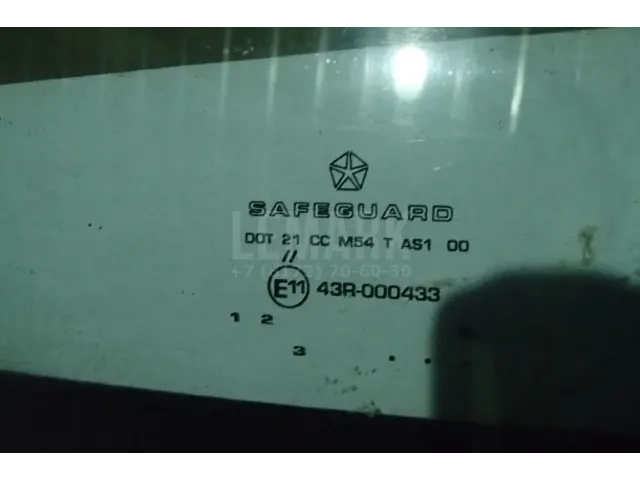 SAFEGUARD
DOT 21 CC M54 T AS1 00
//
E11 43R-000433
1 2
3 . . .